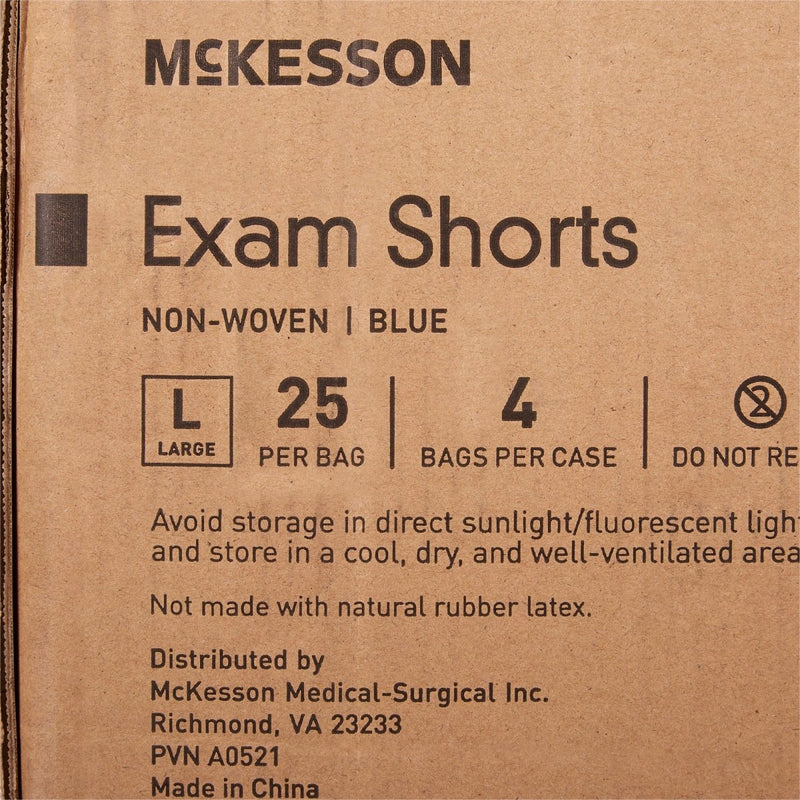 McKESSON
Exam Shorts
NON-WOVEN | BLUE
L
LARGE
25
PER BAG
4
BAGS PER CASE
2
DO NOT RE
Avoid storage in direct sunlight/fluorescent ligh
and store in a cool, dry, and well-ventilated area
Not made with natural rubber latex.
Distributed by
McKesson Medical-Surgical Inc.
Richmond, VA 23233
PVN A0521
Made in China